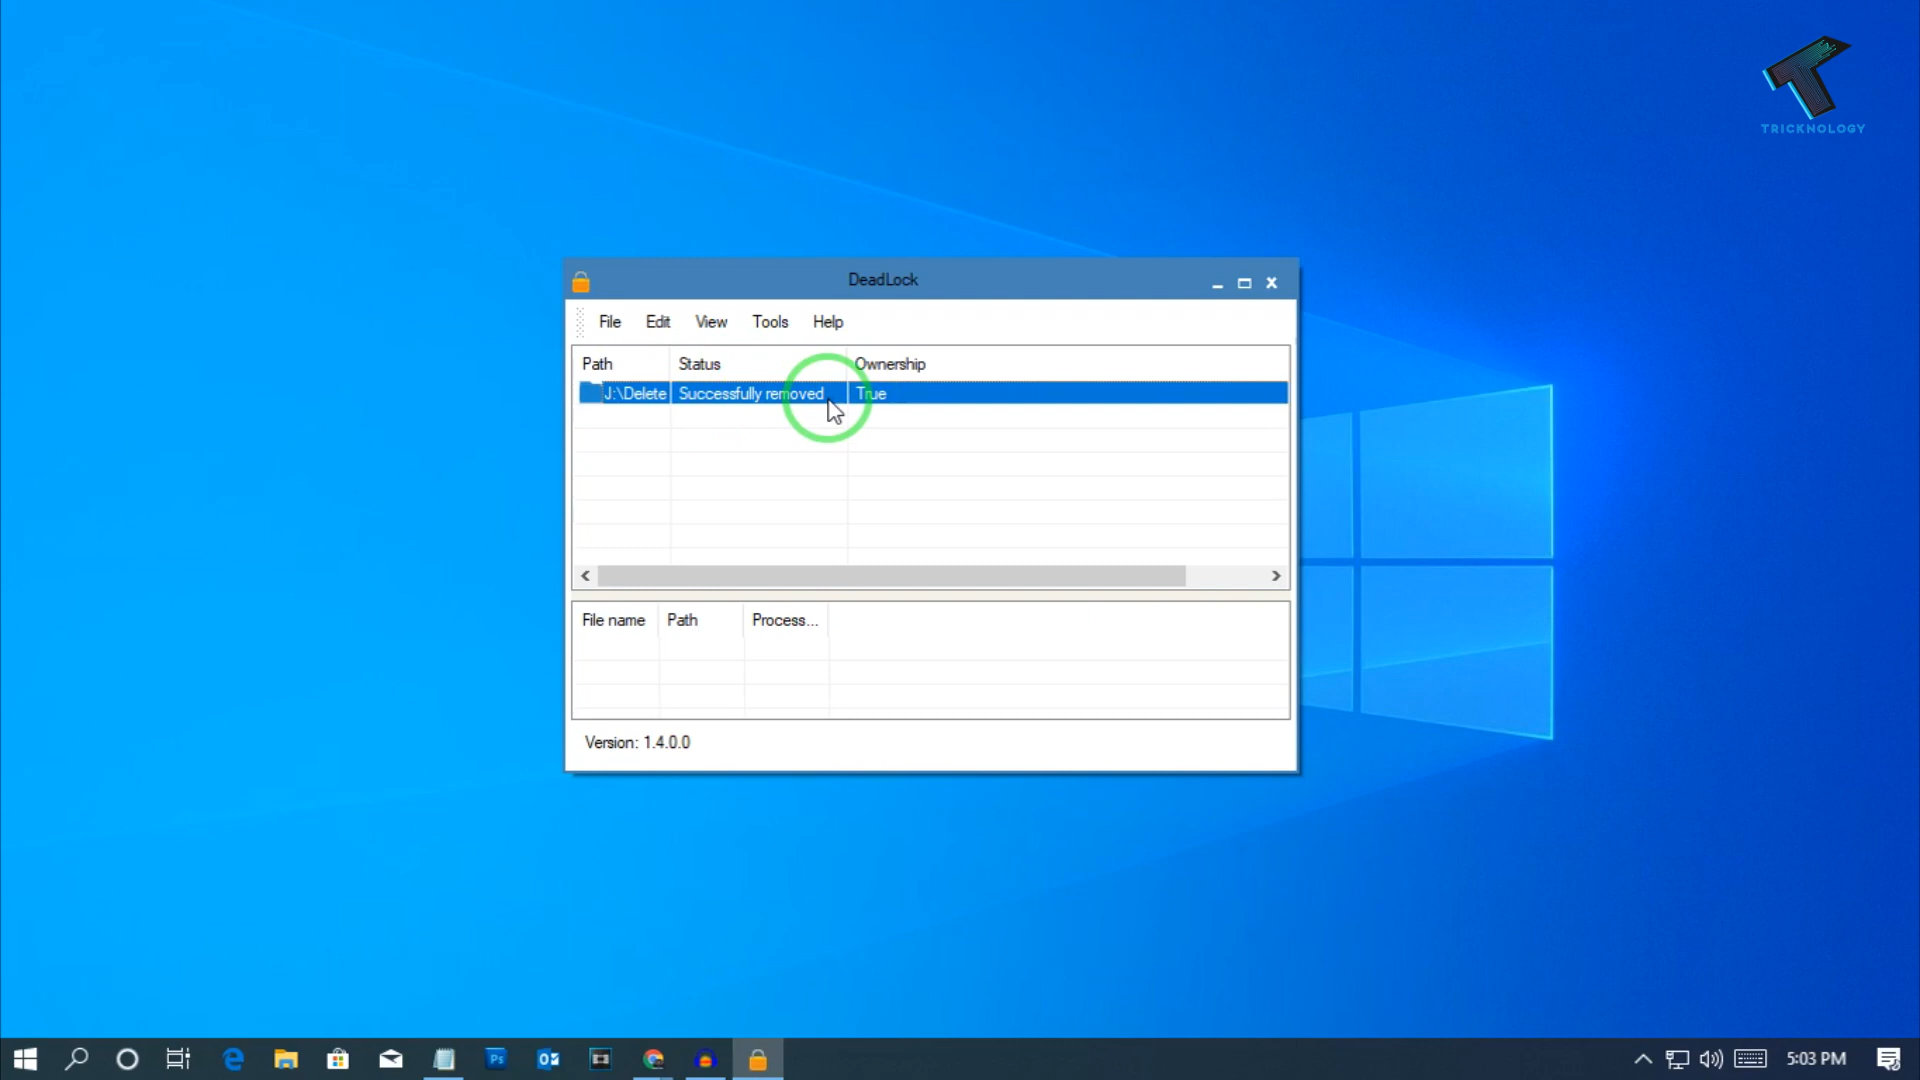 TRICKNOLOGY
DeadLock
File Edit View Tools Help
Path Status Ownership
J:\Delete Successfully removed True
File name Path Process...
Version: 1.4.0.0
Ps
5:03 PM